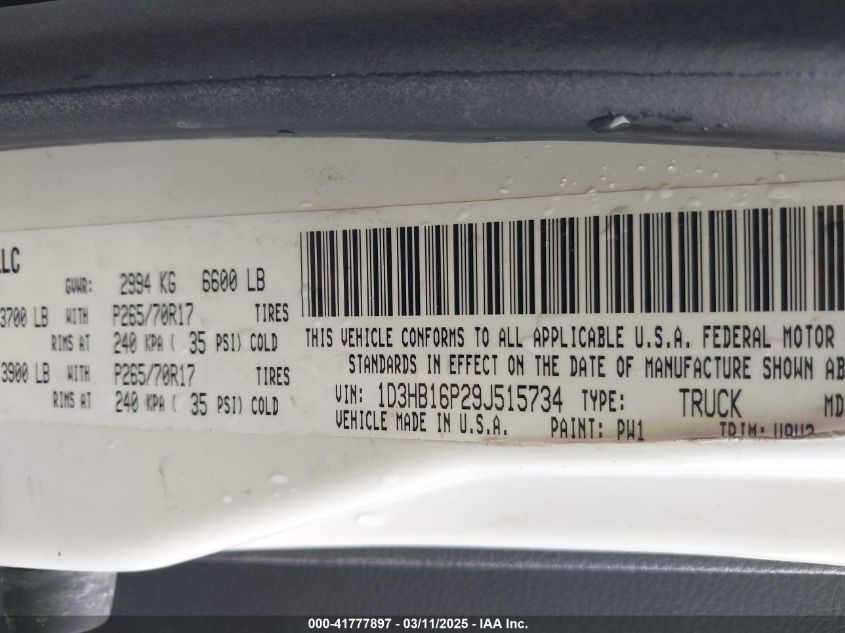 LLC
GVWR: 2994 KG 6600 LB
3700 LB WITH P265/70R17 TIRES
RIMS AT 240 KPA ( 35 PSI) COLD
3900 LB WITH P265/70R17 TIRES
RIMS AT 240 KPA ( 35 PSI) COLD
THIS VEHICLE CONFORMS TO ALL APPLICABLE U.S.A. FEDERAL MOTOR
STANDARDS IN EFFECT ON THE DATE OF MANUFACTURE SHOWN AB
VIN: 1D3HB16P29J515734 TYPE: TRUCK MD
VEHICLE MADE IN U.S.A. PAINT: PW1 TRIM:
000-41777897 - 03/11/2025 - IAA Inc.